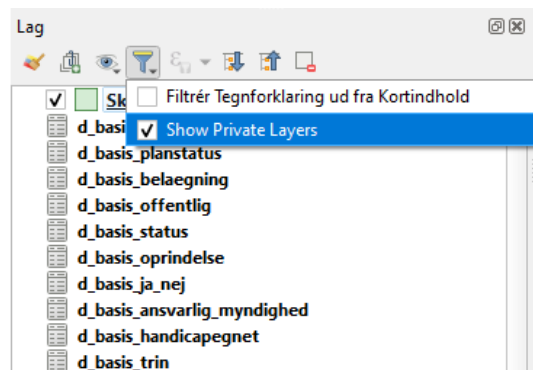 Lag
Filtrér Tegnforklaring ud fra Kortindhold
Sk
Show Private Layers
d_basi
d_basis_planstatus
d_basis_belaegning
d_basis_offentlig
d_basis_status
d_basis_oprindelse
d_basis_ja_nej
d_basis_ansvarlig_myndighed
d_basis_handicapegnet
d_basis_trin